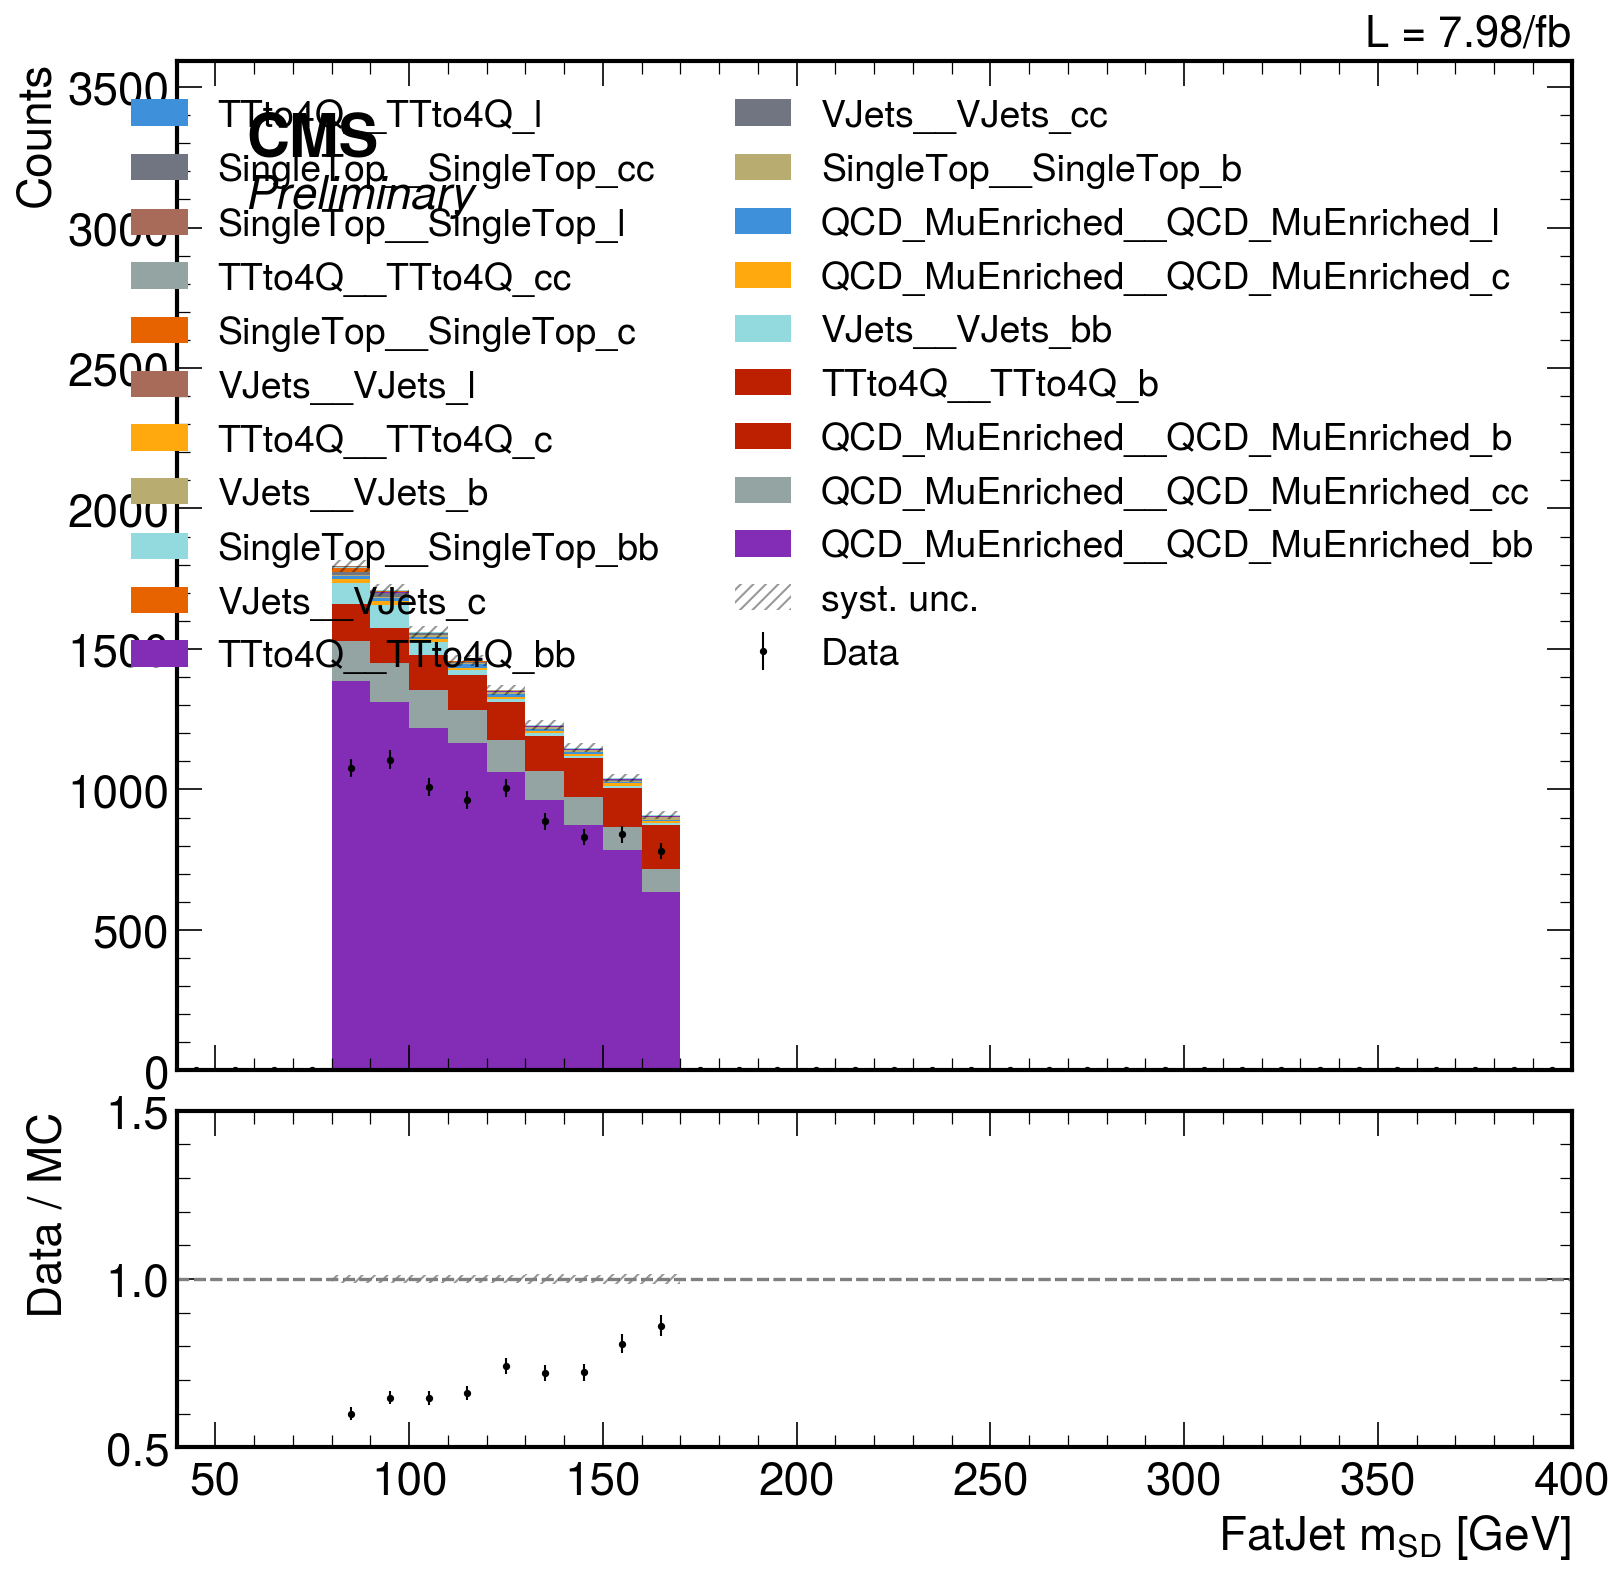 L = 7.98/fb
Counts
3500
3000
2500
2000
1500
1000
500
0
CMS
Preliminary
TTto4Q__TTto4Q_l
SingleTop__SingleTop_cc
SingleTop__SingleTop_l
TTto4Q__TTto4Q_cc
SingleTop__SingleTop_c
VJets__VJets_l
TTto4Q__TTto4Q_c
VJets__VJets_b
SingleTop__SingleTop_bb
VJets__VJets_c
TTto4Q__TTto4Q_bb
VJets__VJets_cc
SingleTop__SingleTop_b
QCD_MuEnriched__QCD_MuEnriched_l
QCD_MuEnriched__QCD_MuEnriched_c
VJets__VJets_bb
TTto4Q__TTto4Q_b
QCD_MuEnriched__QCD_MuEnriched_b
QCD_MuEnriched__QCD_MuEnriched_cc
QCD_MuEnriched__QCD_MuEnriched_bb
syst. unc.
Data
Data / MC
1.5
1.0
0.5
50 100 150 200 250 300 350 400
FatJet m_SD [GeV]